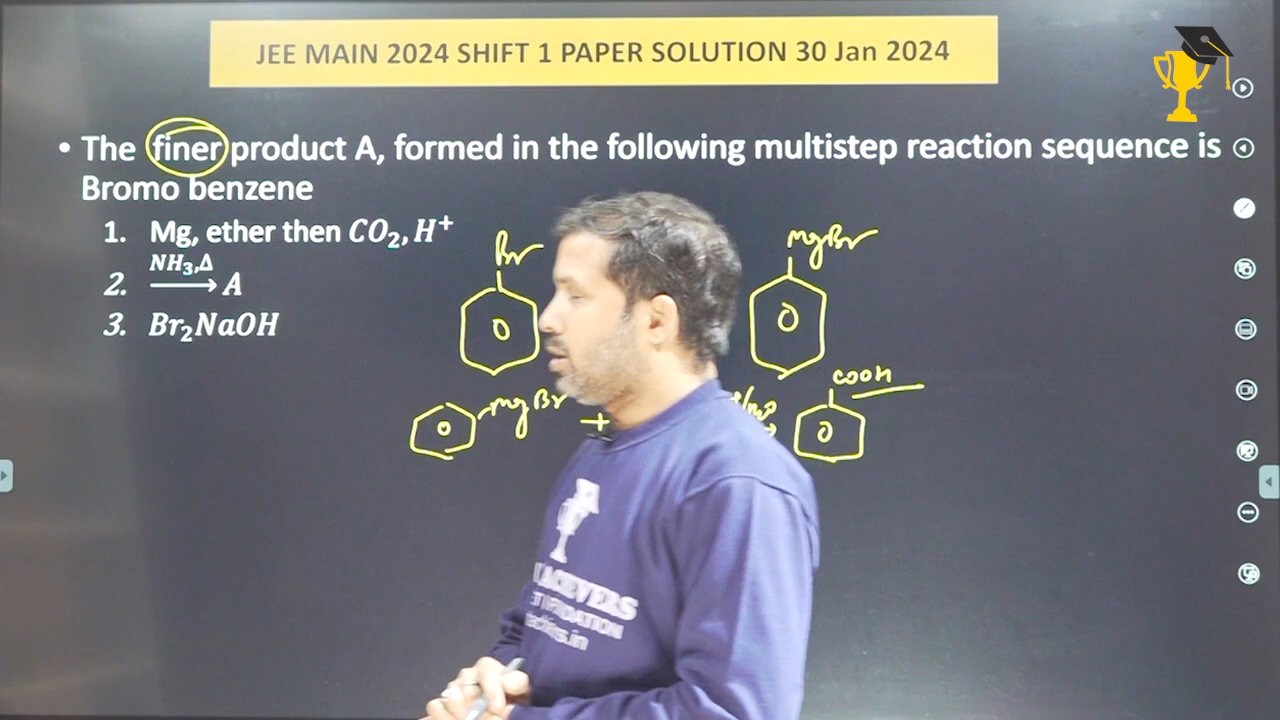 JEE MAIN 2024 SHIFT 1 PAPER SOLUTION 30 Jan 2024
• The finer product A, formed in the following multistep reaction sequence is
Bromo benzene
1. Mg, ether then CO₂, H⁺
2. NH₃,Δ ⟶ A
3. Br₂NaOH
Br
MgBr
COOH
MgBr +